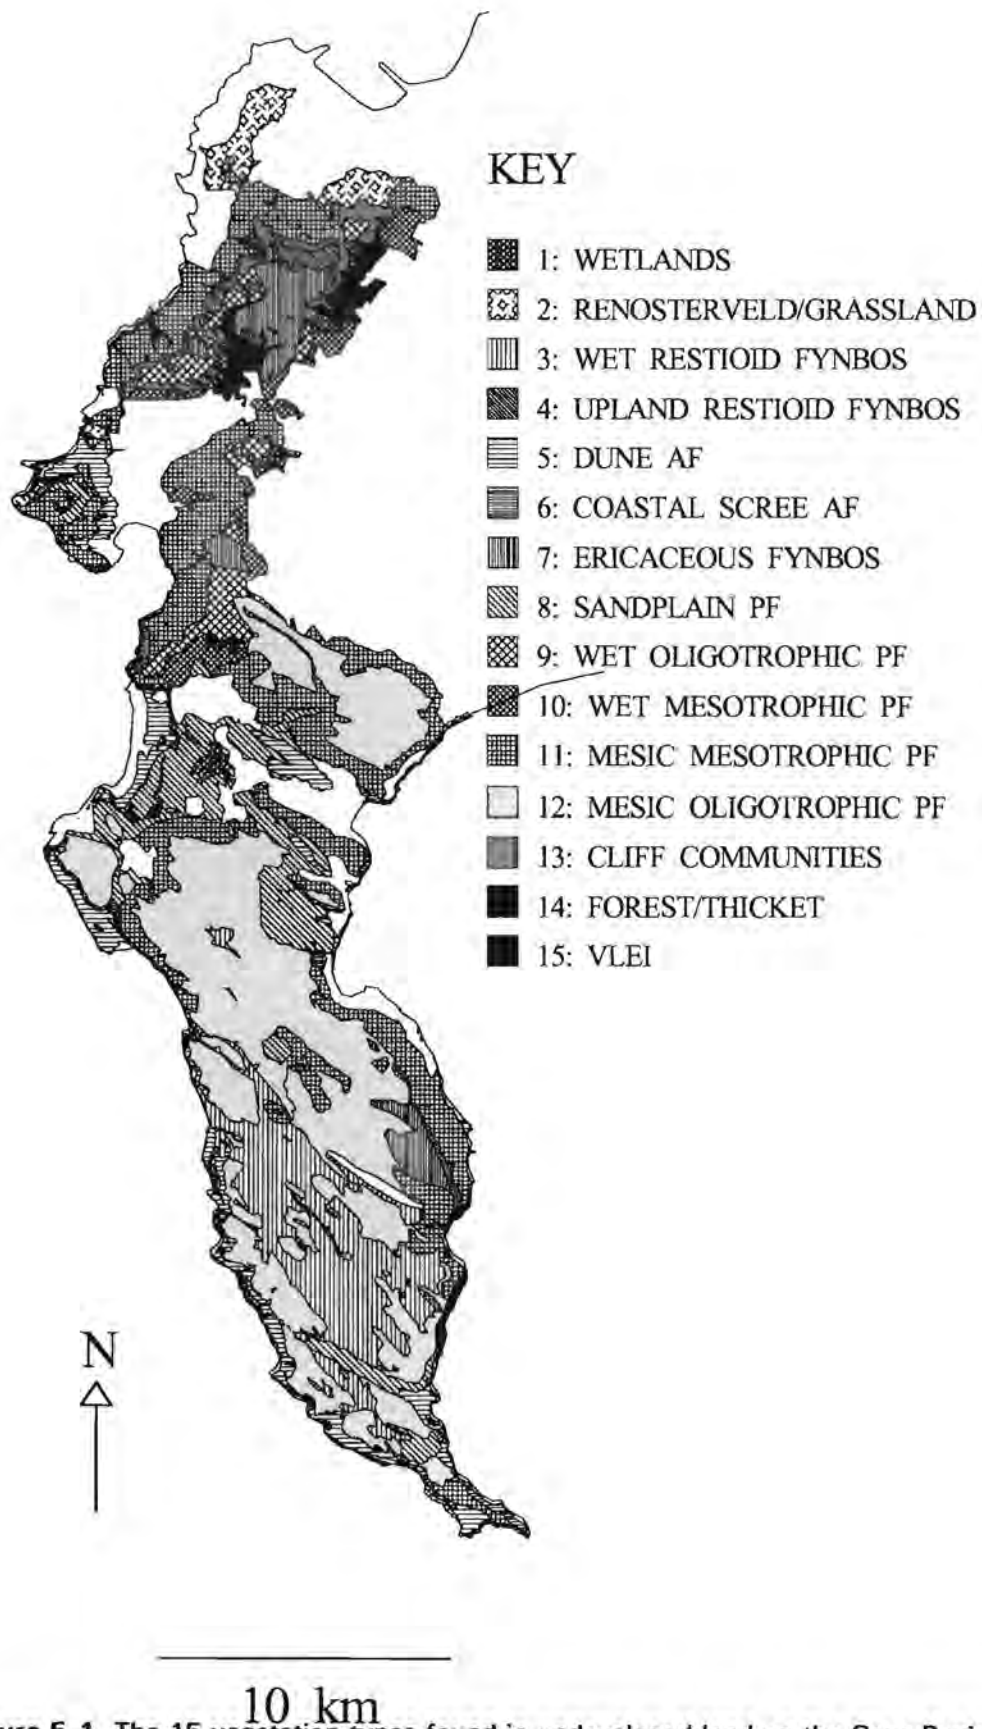 KEY
1: WETLANDS
2: RENOSTERVELD/GRASSLAND
3: WET RESTIOID FYNBOS
4: UPLAND RESTIOID FYNBOS
5: DUNE AF
6: COASTAL SCREE AF
7: ERICACEOUS FYNBOS
8: SANDPLAIN PF
9: WET OLIGOTROPHIC PF
10: WET MESOTROPHIC PF
11: MESIC MESOTROPHIC PF
12: MESIC OLIGOTROPHIC PF
13: CLIFF COMMUNITIES
14: FOREST/THICKET
15: VLEI
N
10 km